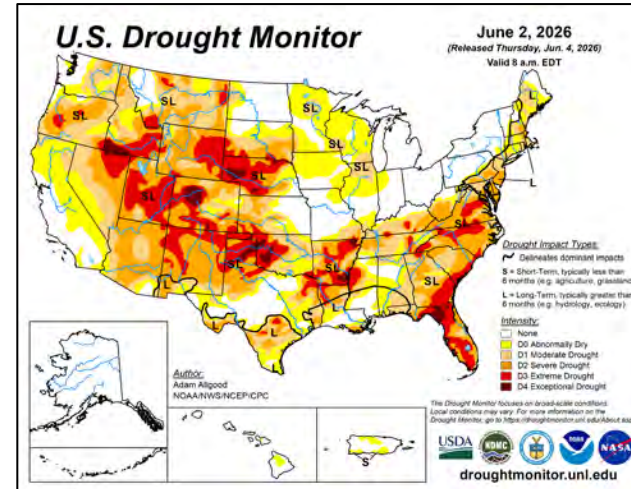 U.S. Drought Monitor
June 2, 2026
(Released Thursday, Jun. 4, 2026)
Valid 8 a.m. EDT
L
SL
SL
SL
SL
SL
SL
SL
L
SL
SL
SL
SL
SL
L
L
L
L
L
L
Drought Impact Types:
Delineates dominant impacts
S = Short-Term, typically less than
6 months (e.g. agriculture, grasslands)
L = Long-Term, typically greater than
6 months (e.g. hydrology, ecology)
Intensity:
None
D0 Abnormally Dry
D1 Moderate Drought
D2 Severe Drought
D3 Extreme Drought
D4 Exceptional Drought
Author:
Adam Allgood
NOAA/NWS/NCEP/CPC
S
The Drought Monitor focuses on broad-scale conditions.
Local conditions may vary. For more information on the
Drought Monitor, go to https://droughtmonitor.unl.edu/About.asp
USDA
NDMC
NOAA
NASA
droughtmonitor.unl.edu